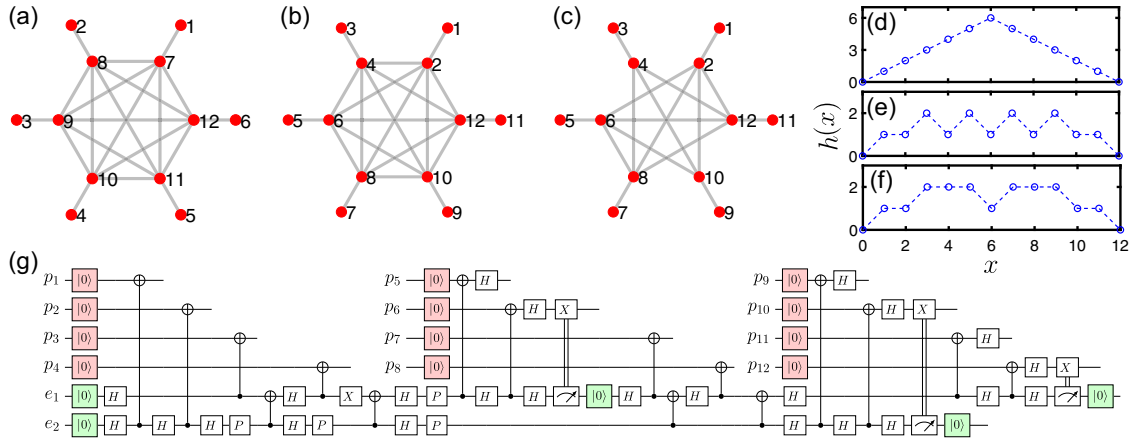 (a) (b) (c) (d)
2 1 3 1 3 1
8 7 4 2 4 2
3 9 12 6 5 6 12 11 5 6 12 11
10 11 8 10 8 10
4 5 7 9 7 9
6
3
0
(e)
2
0
h(x)
(f)
2
0
0 2 4 6 8 10 12
x
(g)
p₁ |0⟩ p₅ |0⟩ H p₉ |0⟩ H
p₂ |0⟩ p₆ |0⟩ H X p₁₀ |0⟩ H X
p₃ |0⟩ p₇ |0⟩ p₁₁ |0⟩ H
p₄ |0⟩ p₈ |0⟩ p₁₂ |0⟩ H X
e₁ |0⟩ H H X H P H H |0⟩ H H H H H |0⟩
e₂ |0⟩ H H H P H P H P H H H |0⟩